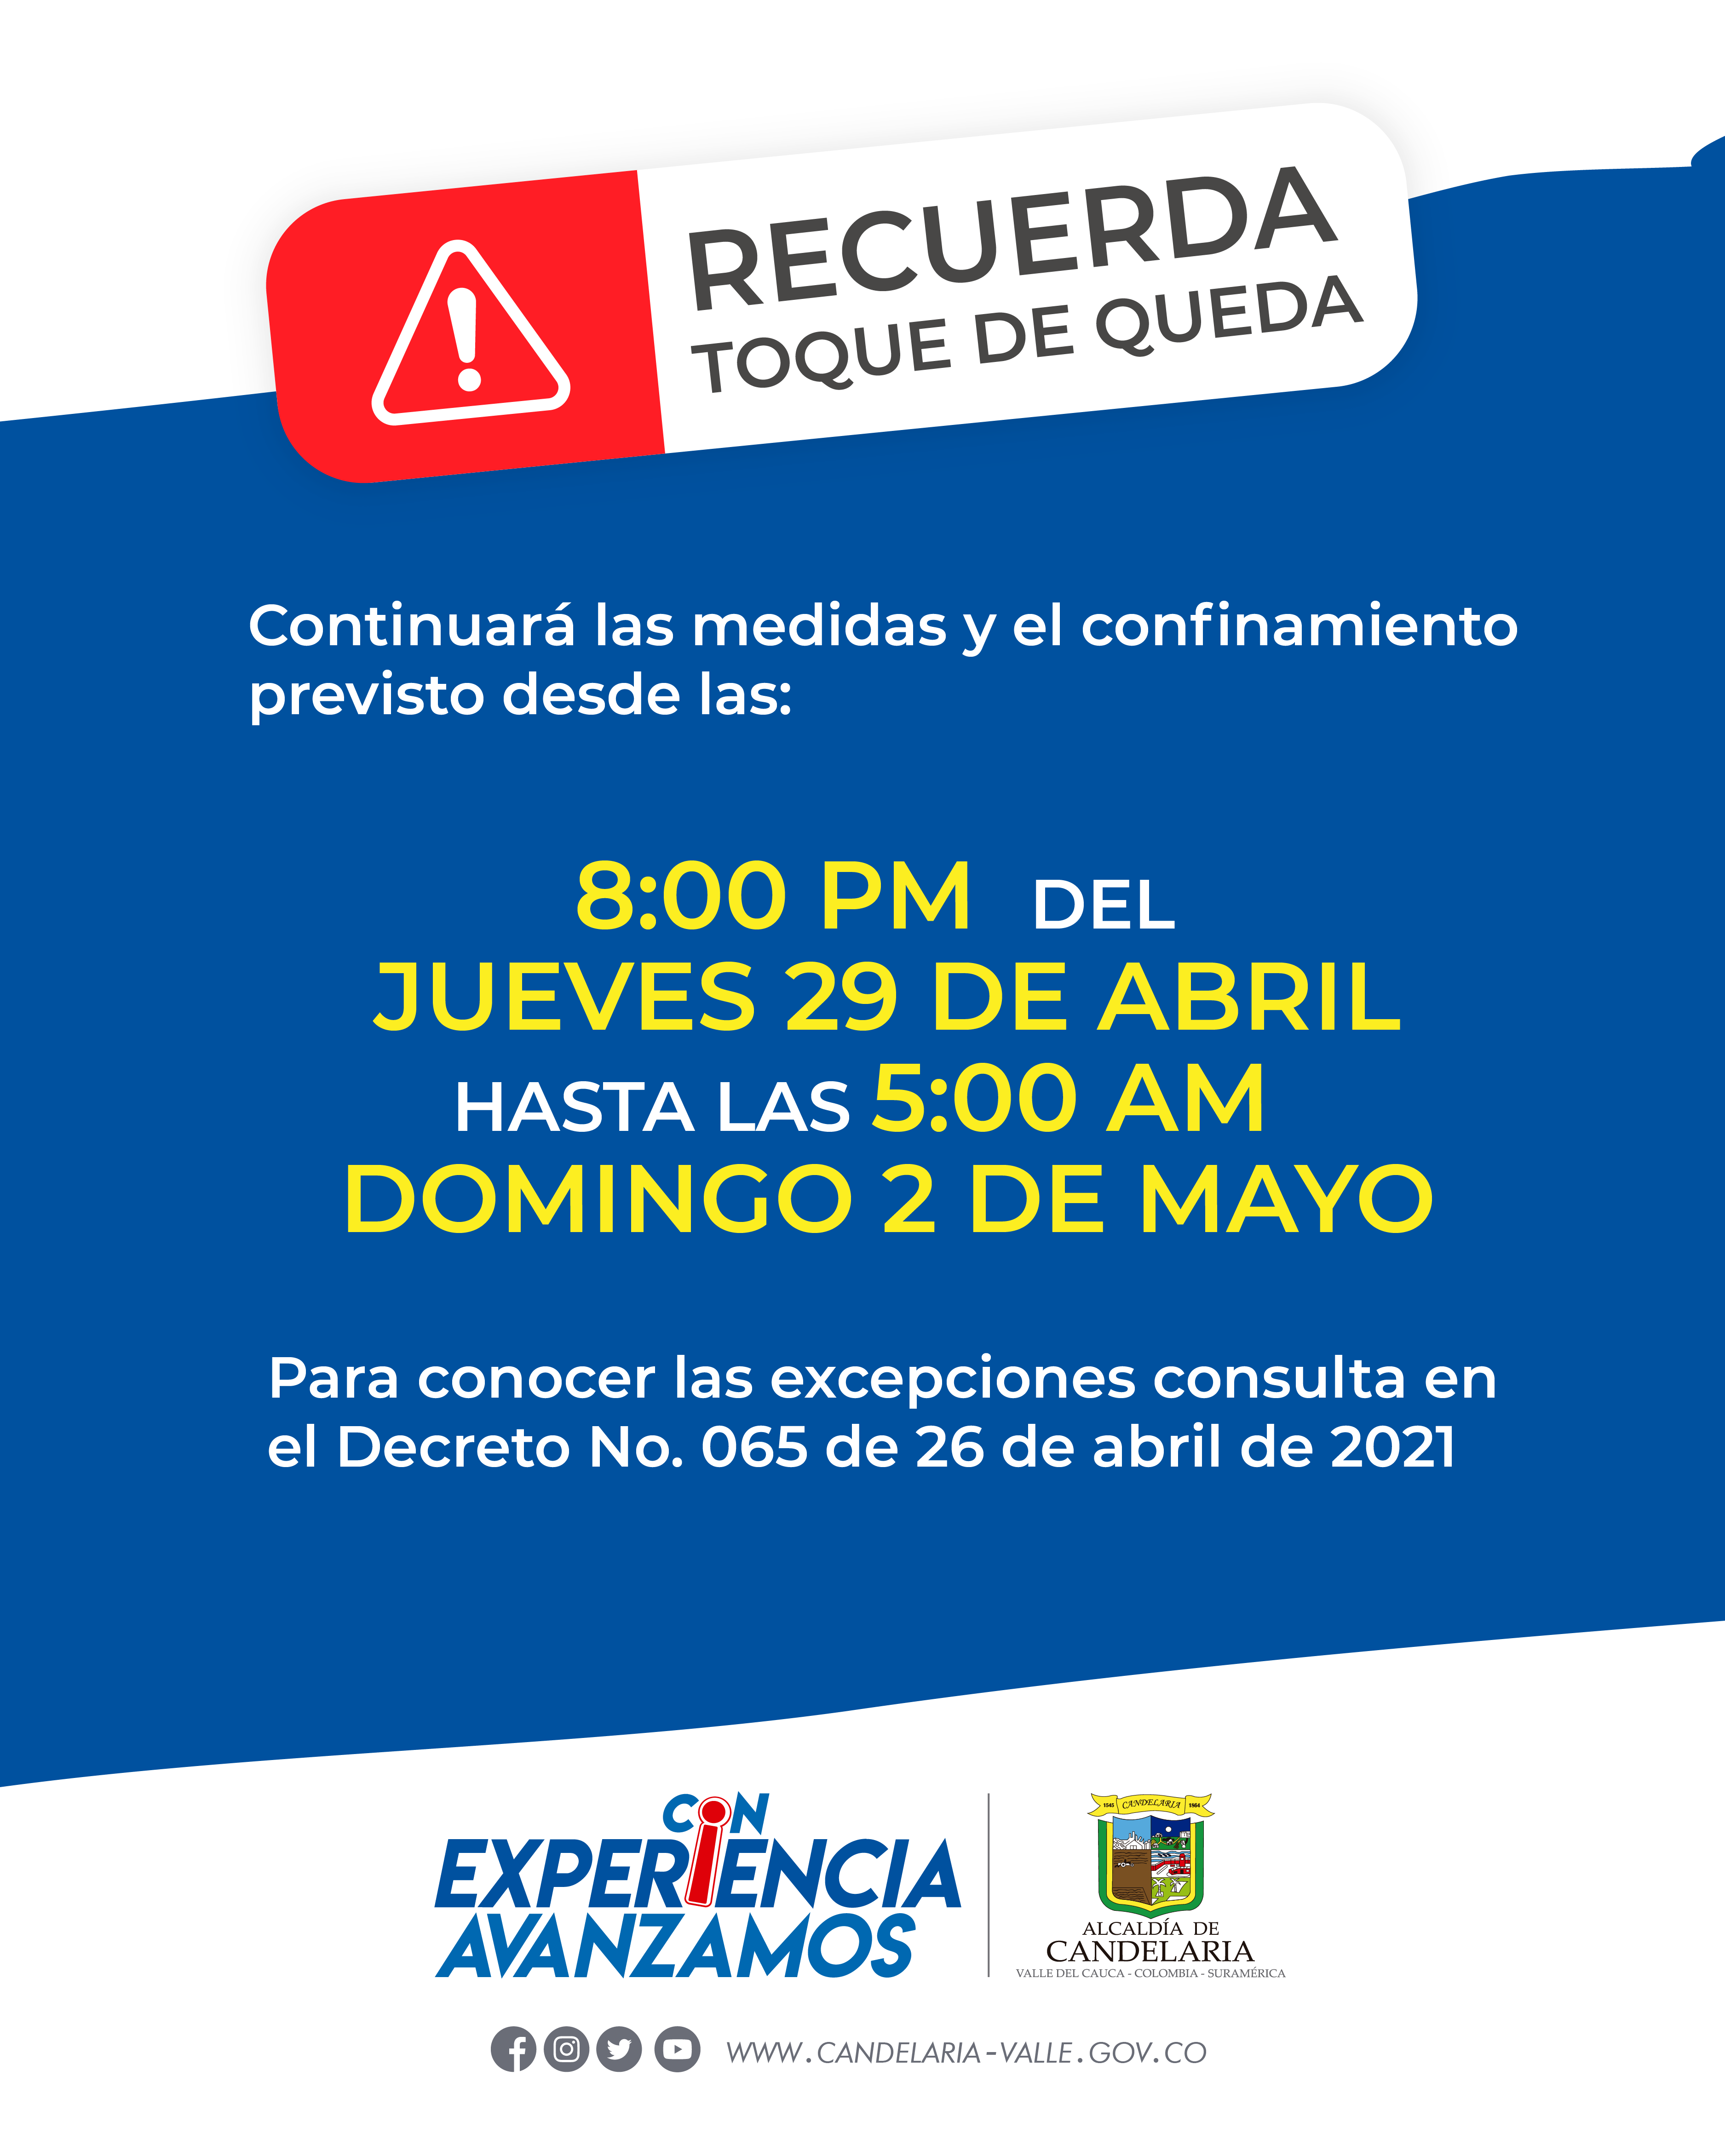 RECUERDA
TOQUE DE QUEDA
Continuará las medidas y el confinamiento
previsto desde las:
8:00 PM DEL
JUEVES 29 DE ABRIL
HASTA LAS 5:00 AM
DOMINGO 2 DE MAYO
Para conocer las excepciones consulta en
el Decreto No. 065 de 26 de abril de 2021
CON
EXPERIENCIA
AVANZAMOS
1545 CANDELARIA 1864
ALCALDÍA DE
CANDELARIA
VALLE DEL CAUCA - COLOMBIA - SURAMÉRICA
WWW.CANDELARIA-VALLE.GOV.CO